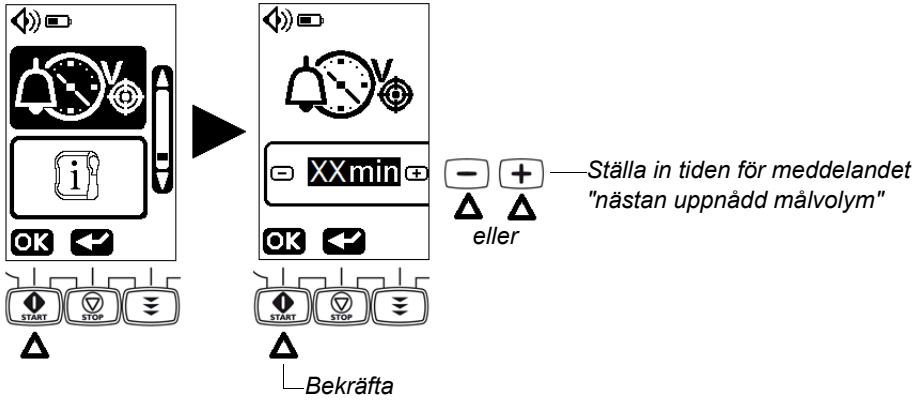 V
V
i
XXmin
Ställa in tiden för meddelandet
"nästan uppnådd målvolym"
eller
OK
OK
START
STOP
START
STOP
Bekräfta